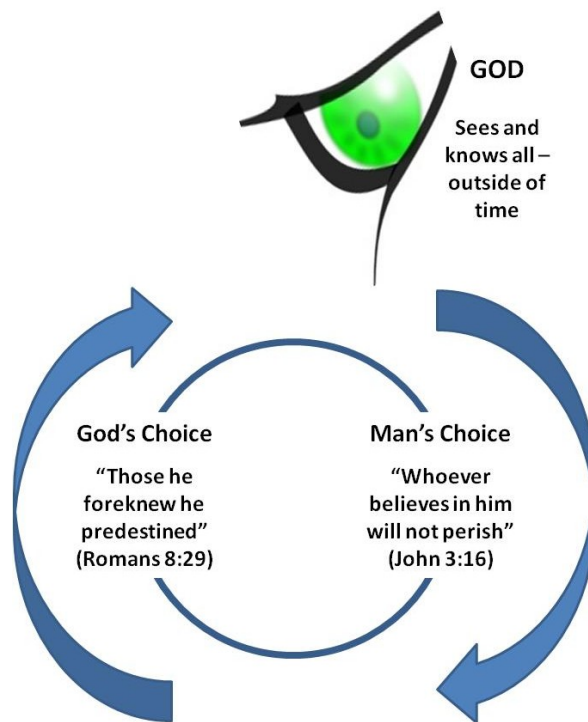 GOD
Sees and
knows all –
outside of
time
God’s Choice
“Those he
foreknew he
predestined”
(Romans 8:29)
Man’s Choice
“Whoever
believes in him
will not perish”
(John 3:16)